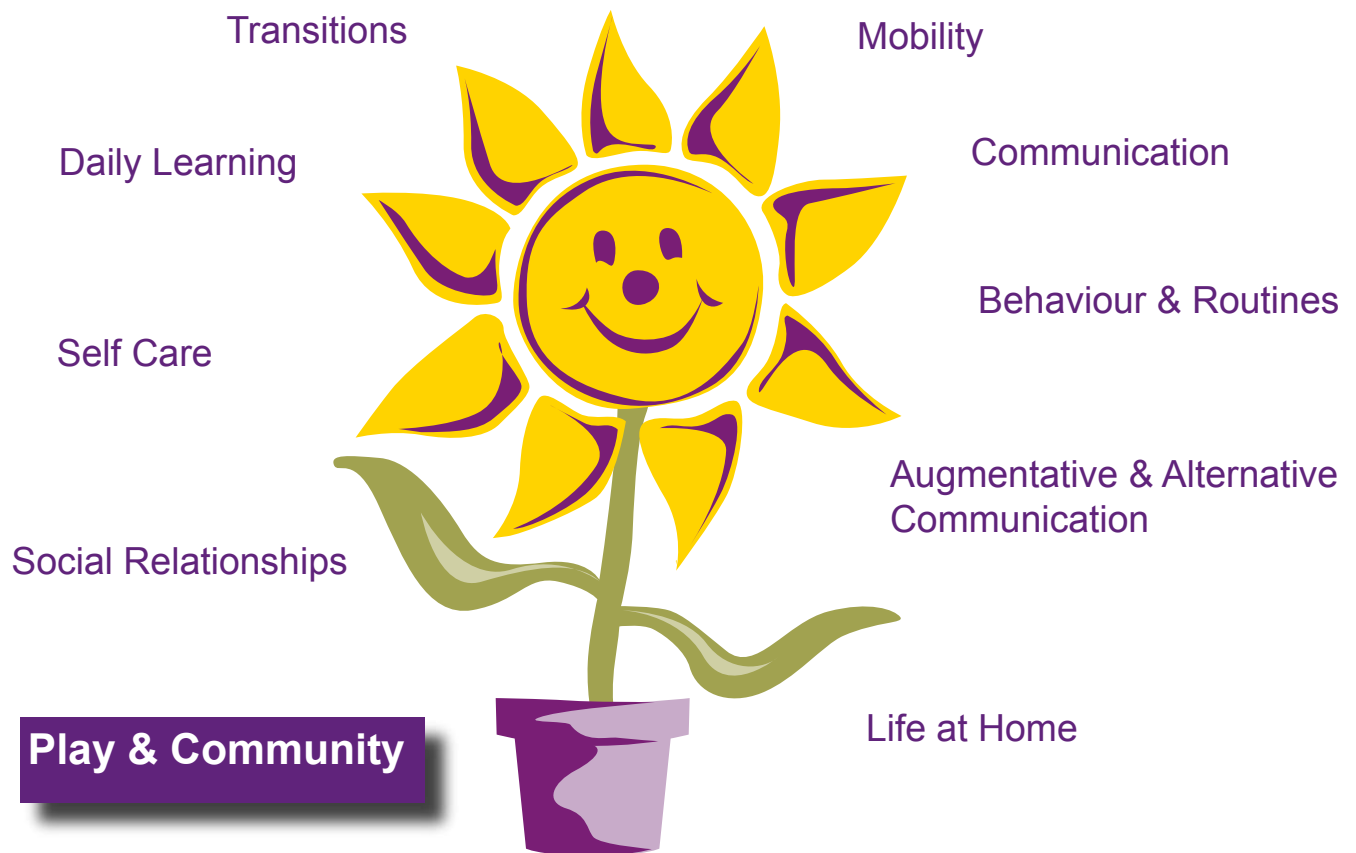 Transitions
Mobility
Daily Learning
Communication
Behaviour & Routines
Self Care
Augmentative & Alternative
Communication
Social Relationships
Life at Home
Play & Community